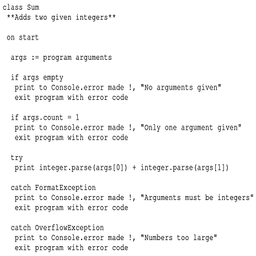 class Sum
**Adds two given integers**
on start
args := program arguments
if args empty
print to Console.error made !, "No arguments given"
exit program with error code
if args.count = 1
print to Console.error made !, "Only one argument given"
exit program with error code
try
print integer.parse(args[0]) + integer.parse(args[1])
catch FormatException
print to Console.error made !, "Arguments must be integers"
exit program with error code
catch OverflowException
print to Console.error made !, "Numbers too large"
exit program with error code